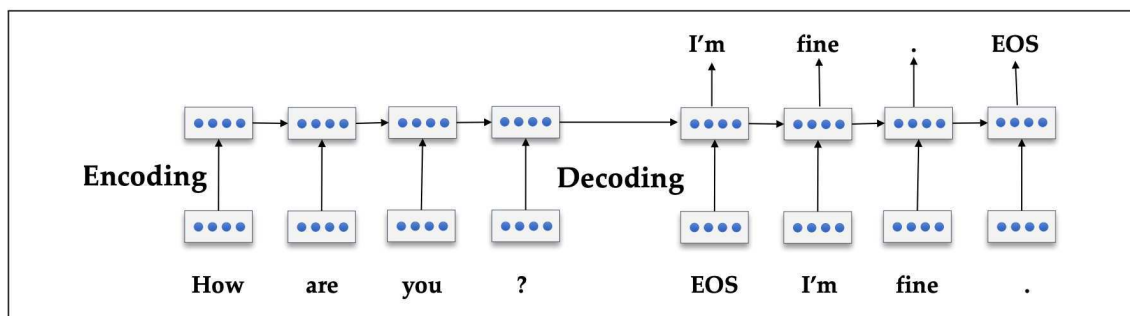 I'm fine . EOS
Encoding Decoding
How are you ? EOS I'm fine .